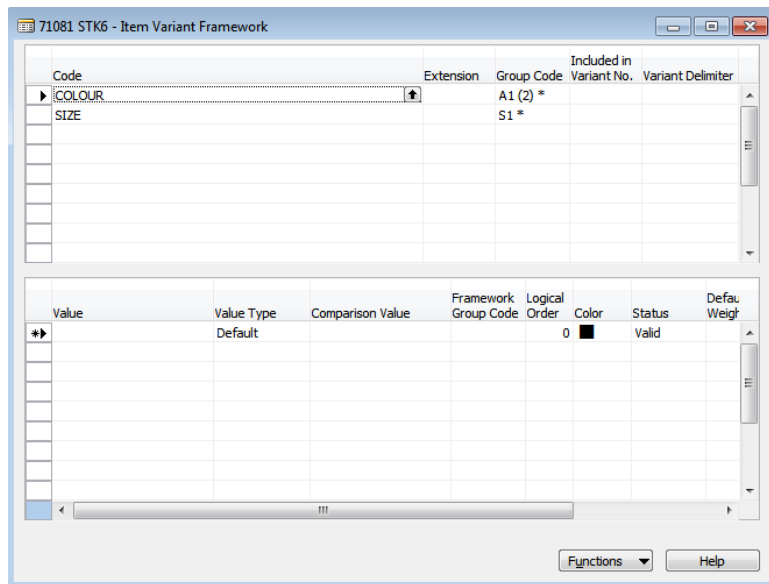 71081 STK6 - Item Variant Framework
Included in
Code Extension Group Code Variant No. Variant Delimiter
COLOUR A1 (2) *
SIZE S1 *
Framework Logical Defau
Value Value Type Comparison Value Group Code Order Color Status Weigh
Default 0 Valid
Functions Help